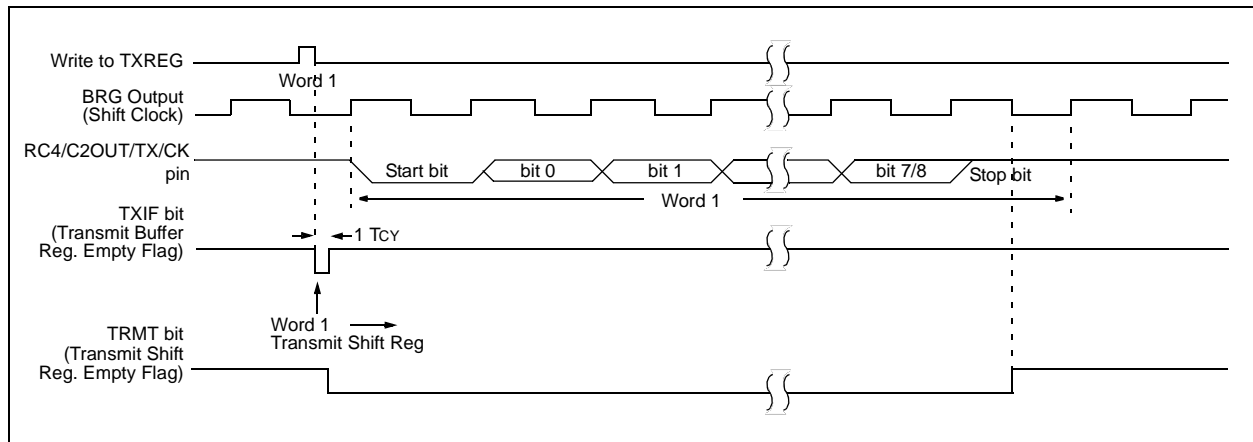 Write to TXREG
Word 1
BRG Output
(Shift Clock)
RC4/C2OUT/TX/CK
pin
Start bit
bit 0
bit 1
bit 7/8
Stop bit
Word 1
TXIF bit
(Transmit Buffer
Reg. Empty Flag)
1 TCY
Word 1
Transmit Shift Reg
TRMT bit
(Transmit Shift
Reg. Empty Flag)